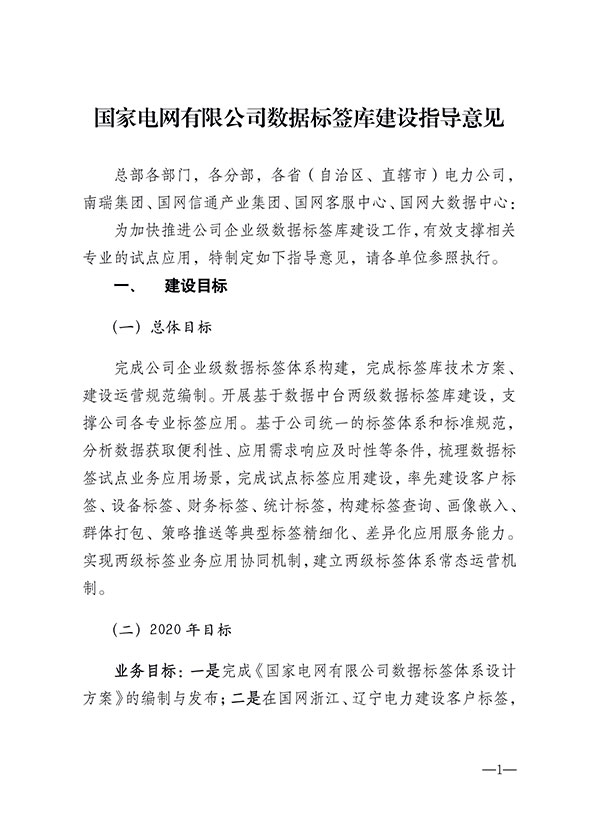 国家电网有限公司数据标签库建设指导意见
总部各部门，各分部，各省（自治区、直辖市）电力公司，
南瑞集团、国网信通产业集团、国网客服中心、国网大数据中心：
为加快推进公司企业级数据标签库建设工作，有效支撑相关
专业的试点应用，特制定如下指导意见，请各单位参照执行。
一、 建设目标
（一）总体目标
完成公司企业级数据标签体系构建，完成标签库技术方案、
建设运营规范编制。开展基于数据中台两级数据标签库建设，支
撑公司各专业标签应用。基于公司统一的标签体系和标准规范，
分析数据获取便利性、应用需求响应及时性等条件，梳理数据标
签试点业务应用场景，完成试点标签应用建设，率先建设客户标
签、设备标签、财务标签、统计标签，构建标签查询、画像嵌入、
群体打包、策略推送等典型标签精细化、差异化应用服务能力。
实现两级标签业务应用协同机制，建立两级标签体系常态运营机
制。
（二）2020 年目标
业务目标：一是完成《国家电网有限公司数据标签体系设计
方案》的编制与发布；二是在国网浙江、辽宁电力建设客户标签，
—1—